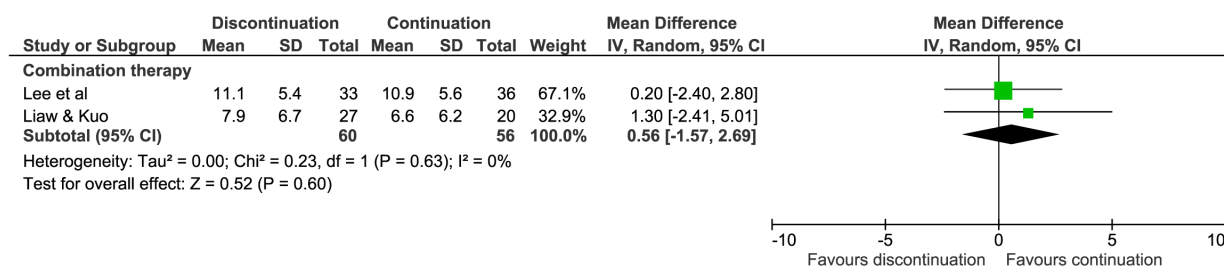 Discontinuation Continuation Mean Difference Mean Difference
Study or Subgroup Mean SD Total Mean SD Total Weight IV, Random, 95% CI IV, Random, 95% CI
Combination therapy
Lee et al 11.1 5.4 33 10.9 5.6 36 67.1% 0.20 [-2.40, 2.80]
Liaw & Kuo 7.9 6.7 27 6.6 6.2 20 32.9% 1.30 [-2.41, 5.01]
Subtotal (95% CI) 60 56 100.0% 0.56 [-1.57, 2.69]
Heterogeneity: Tau² = 0.00; Chi² = 0.23, df = 1 (P = 0.63); I² = 0%
Test for overall effect: Z = 0.52 (P = 0.60)
-10 -5 0 5 10
Favours discontinuation Favours continuation